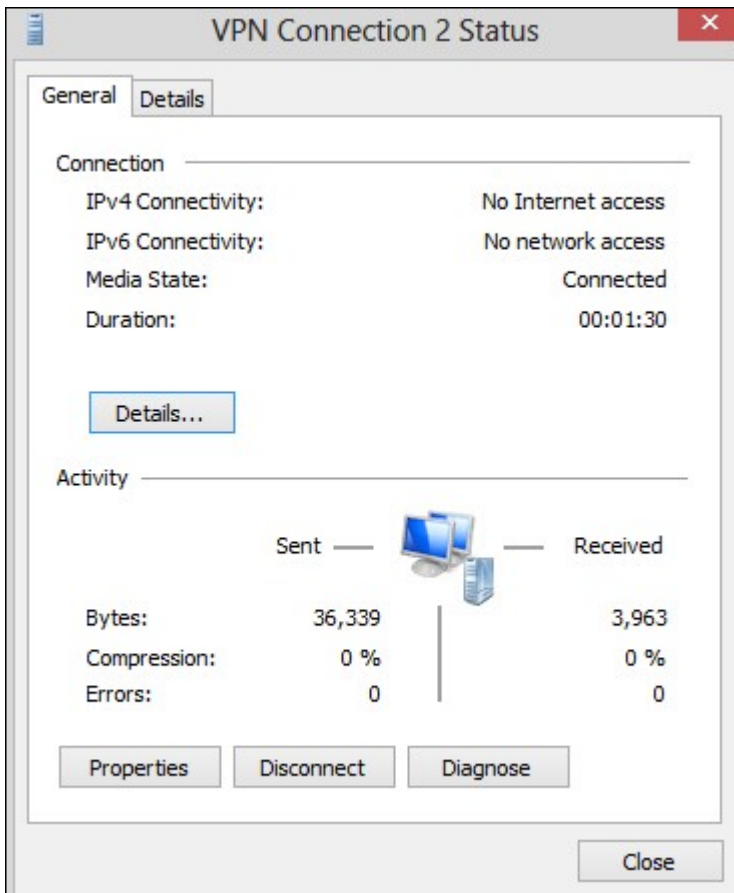 VPN Connection 2 Status
General Details
Connection
IPv4 Connectivity: No Internet access
IPv6 Connectivity: No network access
Media State: Connected
Duration: 00:01:30
Details...
Activity
Sent Received
Bytes: 36,339 3,963
Compression: 0 % 0 %
Errors: 0 0
Properties Disconnect Diagnose
Close